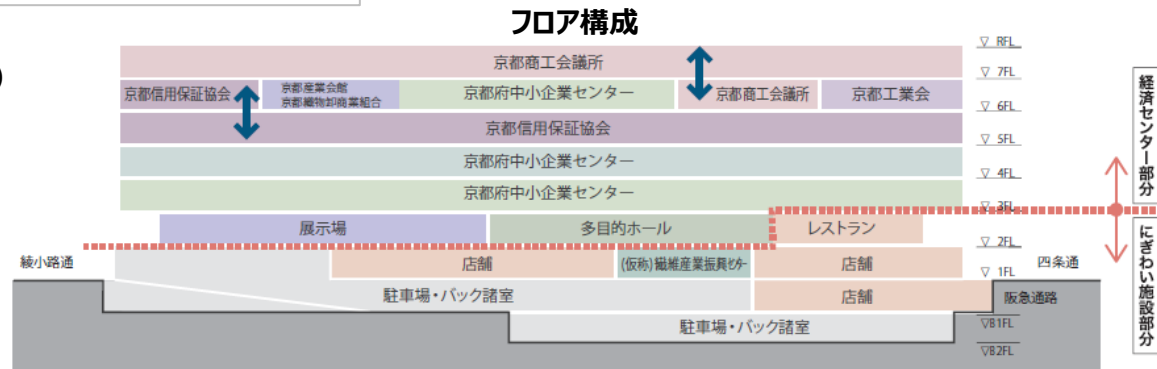 フロア構成
)
▽ RFL
京都商工会議所
▽ 7FL
京都信用保証協会
京都産業会館
京都織物卸商業組合
京都府中小企業センター
京都商工会議所
京都工業会
▽ 6FL
京都信用保証協会
▽ 5FL
京都府中小企業センター
▽ 4FL
京都府中小企業センター
▽ 3FL
経済センター部分
展示場
多目的ホール
レストラン
▽ 2FL
綾小路通
店舗
(仮称)繊維産業振興センター
店舗
▽ 1FL
四条通
駐車場・バック諸室
店舗
阪急通路
にぎわい施設部分
駐車場・バック諸室
▽B1FL
▽B2FL